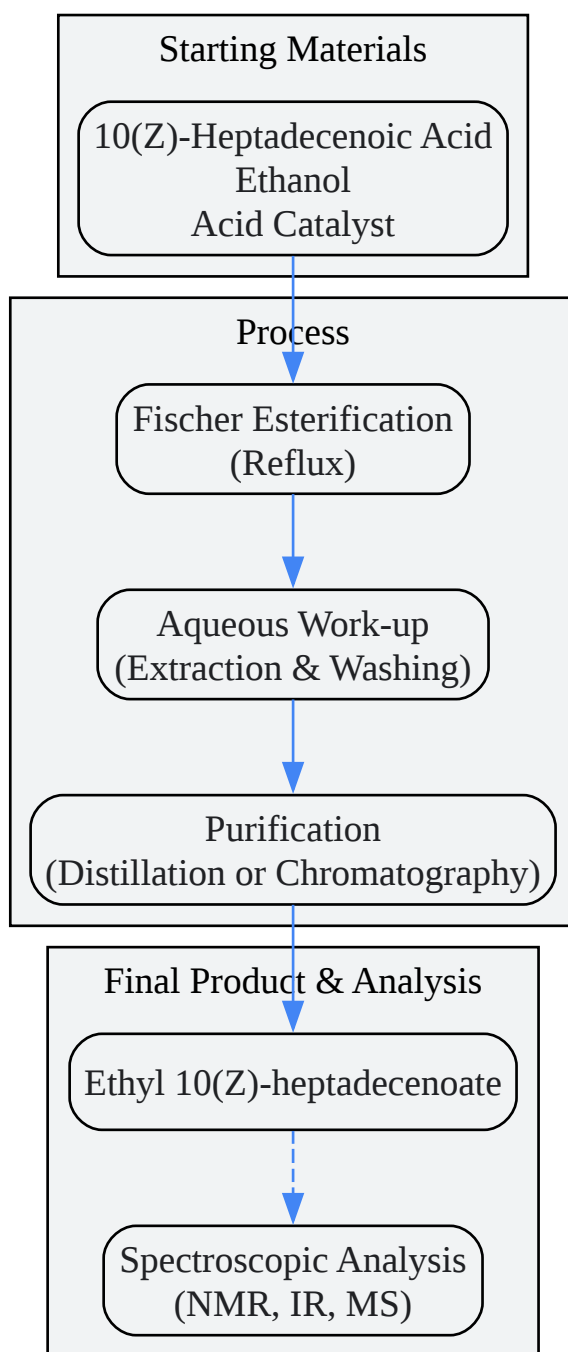 Starting Materials
10(Z)-Heptadecenoic Acid
Ethanol
Acid Catalyst
Process
Fischer Esterification
(Reflux)
Aqueous Work-up
(Extraction & Washing)
Purification
(Distillation or Chromatography)
Final Product & Analysis
Ethyl 10(Z)-heptadecenoate
Spectroscopic Analysis
(NMR, IR, MS)